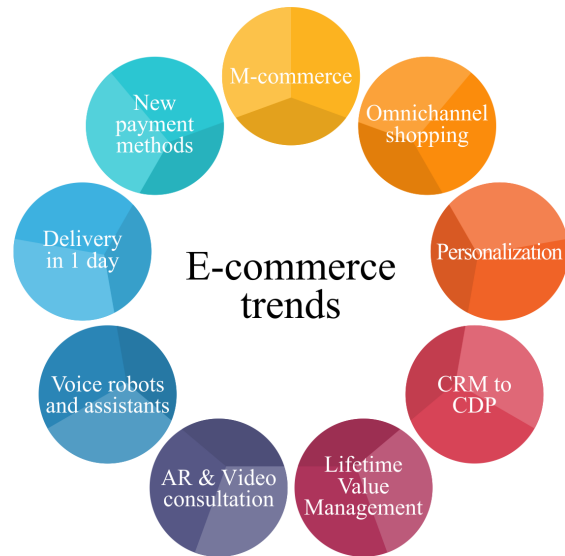 E-commerce
trends
M-commerce
Omnichannel
shopping
Personalization
CRM to
CDP
Lifetime
Value
Management
AR & Video
consultation
Voice robots
and assistants
Delivery
in 1 day
New
payment
methods